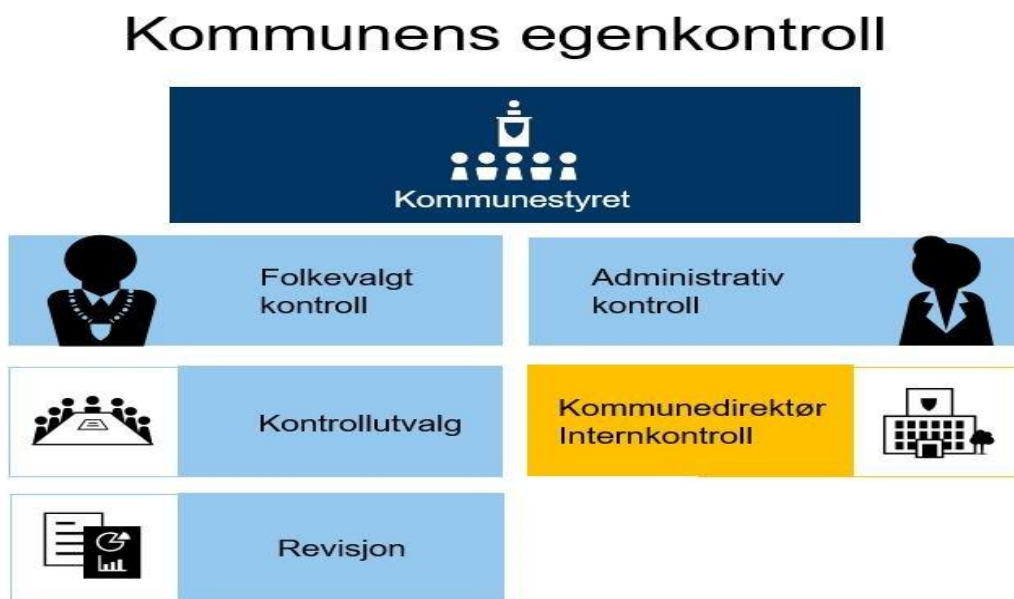 Kommunens egenkontroll
Kommunestyret
Folkevalgt
kontroll
Administrativ
kontroll
Kontrollutvalg
Kommunedirektør
Internkontroll
Revisjon